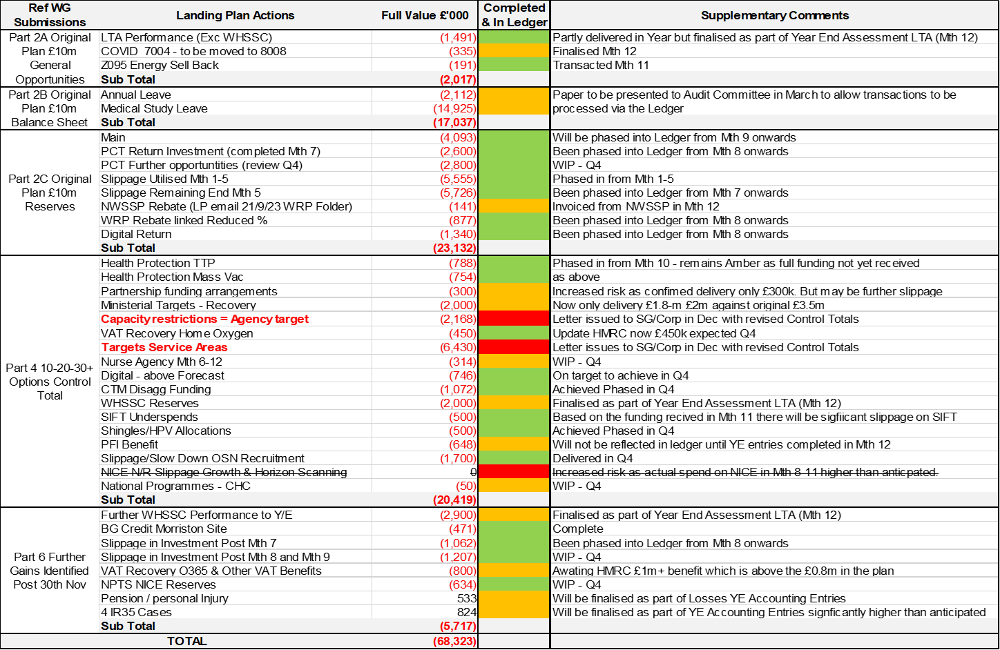 Ref WG Submissions Landing Plan Actions Full Value £'000 Completed & In Ledger Supplementary Comments
Part 2A Original Plan £10m General Opportunities
LTA Performance (Exc WHSSC) (1,491) Partly delivered in Year but finalised as part of Year End Assessment LTA (Mth 12)
COVID 7004 - to be moved to 8008 (335) Finalised Mth 12
Z095 Energy Sell Back (191) Transacted Mth 11
Sub Total (2,017)
Part 2B Original Plan £10m Balance Sheet
Annual Leave (2,112) Paper to be presented to Audit Committee in March to allow transactions to be
Medical Study Leave (14,925) processed via the Ledger
Sub Total (17,037)
Part 2C Original Plan £10m Reserves
Main (4,093) Will be phased into Ledger from Mth 9 onwards
PCT Return Investment (completed Mth 7) (2,600) Been phased into Ledger from Mth 8 onwards
PCT Further opportuntities (review Q4) (2,800) WIP - Q4
Slippage Utilised Mth 1-5 (5,555) Phased in from Mth 1-5
Slippage Remaining End Mth 5 (5,726) Been phased into Ledger from Mth 7 onwards
NWSSP Rebate (LP email 21/9/23 WRP Folder) (141) Invoiced from NWSSP in Mth 12
WRP Rebate linked Reduced % (877) Been phased into Ledger from Mth 8 onwards
Digital Return (1,340) Been phased into Ledger from Mth 8 onwards
Sub Total (23,132)
Part 4 10-20-30+ Options Control Total
Health Protection TTP (788) Phased in from Mth 10 - remains Amber as full funding not yet received
Health Protection Mass Vac (754) as above
Partnership funding arrangements (300) Increased risk as confimed delivery only £300k. But may be further slippage
Ministerial Targets - Recovery (2,000) Now only delivery £1.8-m £2m against original £3.5m
Capacity restrictions = Agency target (2,168) Letter issued to SG/Corp in Dec with revised Control Totals
VAT Recovery Home Oxygen (450) Update HMRC now £450k expected Q4
Targets Service Areas (6,430) Letter issues to SG/Corp in Dec with revised Control Totals
Nurse Agency Mth 6-12 (314) WIP - Q4
Digital - above Forecast (746) On target to achieve in Q4
CTM Disagg Funding (1,072) Achieved Phased in Q4
WHSSC Reserves (2,000) Finalised as part of Year End Assessment LTA (Mth 12)
SIFT Underspends (500) Based on the funding recived in Mth 11 there will be sigfiicant slippage on SIFT
Shingles/HPV Allocations (500) Achieved Phased in Q4
PFI Benefit (648) Will not be reflected in ledger until YE entries completed in Mth 12
Slippage/Slow Down OSN Recruitment (1,700) Delivered in Q4
NICE N/R Slippage Growth & Horizon Scanning 0 Increased risk as actual spend on NICE in Mth 8-11 higher than anticpated.
National Programmes - CHC (50) WIP - Q4
Sub Total (20,419)
Part 6 Further Gains Identified Post 30th Nov
Further WHSSC Performance to Y/E (2,900) Finalised as part of Year End Assessment LTA (Mth 12)
BG Credit Morriston Site (471) Complete
Slippage in Investment Post Mth 7 (1,062) Been phased into Ledger from Mth 8 onwards
Slippage in Investment Post Mth 8 and Mth 9 (1,207) WIP - Q4
VAT Recovery O365 & Other VAT Benefits (800) Awating HMRC £1m+ benefit which is above the £0.8m in the plan
NPTS NICE Reserves (634) WIP - Q4
Pension / personal Injury 533 Will be finalised as part of Losses YE Accounting Entries
4 IR35 Cases 824 Will be finalised as part of YE Accounting Entries signficantly higher than anticipated
Sub Total (5,717)
TOTAL (68,323)